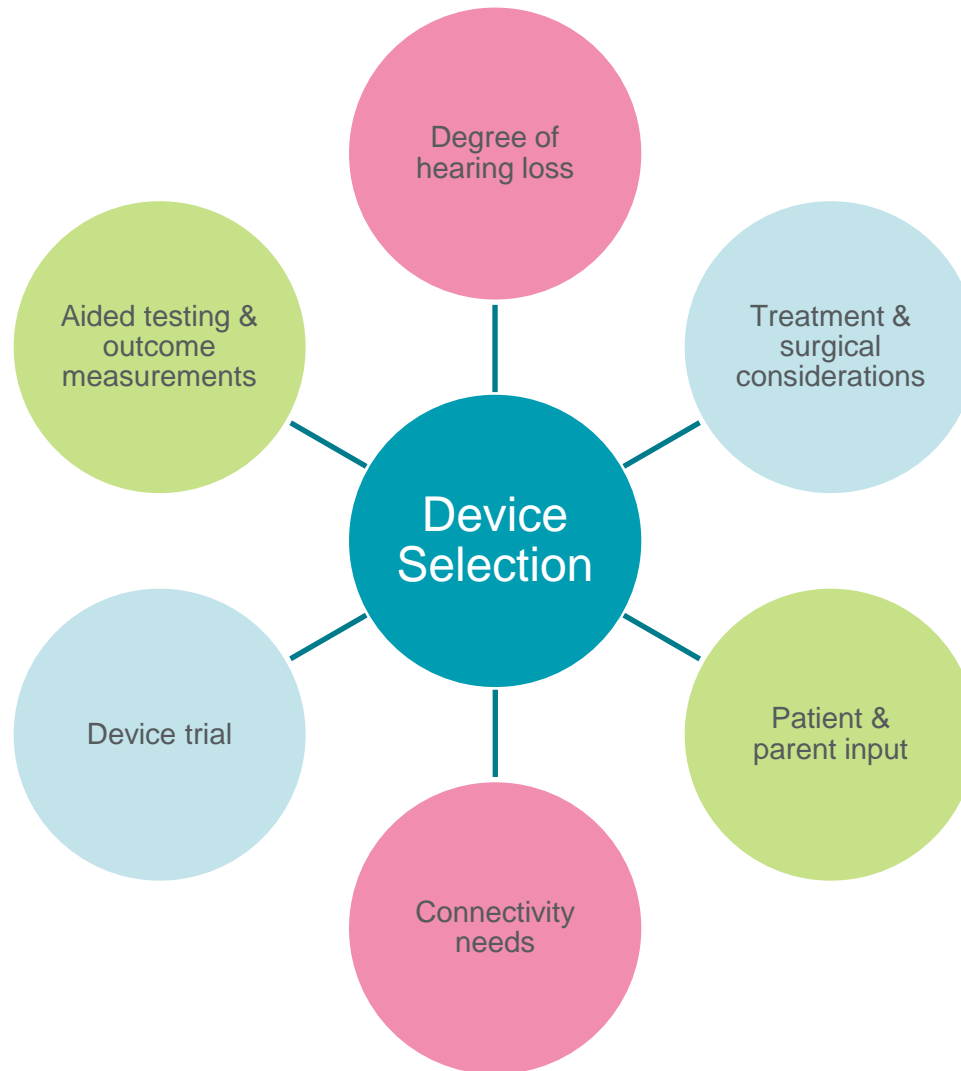 Degree of
hearing loss
Aided testing &
outcome
measurements
Treatment &
surgical
considerations
Device
Selection
Device trial
Patient &
parent input
Connectivity
needs